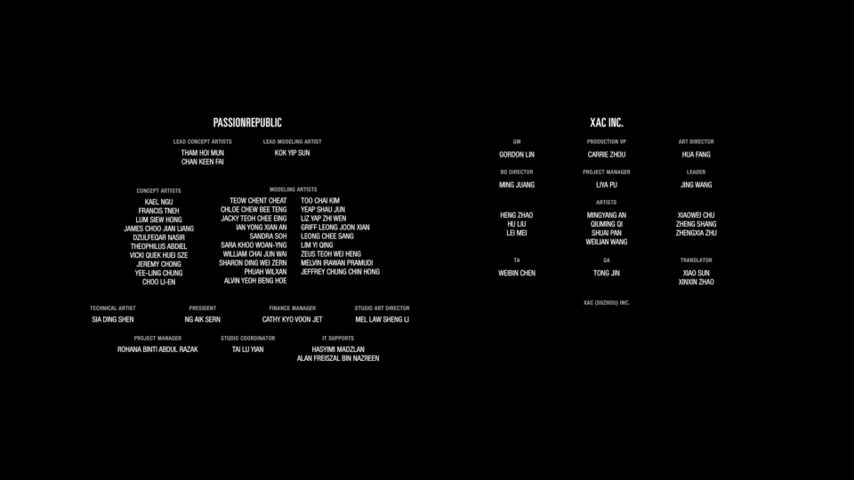 PASSIONREPUBLIC
LEAD CONCEPT ARTISTS
THAM HOI MUN
CHAN KEEN FAI
LEAD MODELING ARTIST
KOK YIP SUN
CONCEPT ARTISTS
KAEL NGU
FRANCIS TNEH
LUM SIEW HONG
JAMES CHOO JIAN LIANG
DZULFEQAR NASIR
THEOPHILUS ABDIEL
VICKI QUEK HUEI SZE
JEREMY CHONG
YEE-LING CHUNG
CHOO LI-EN
MODELING ARTISTS
TEOW CHENT CHEAT
CHLOE CHEW BEE TENG
JACKY TEOH CHEE EING
IAN YONG XIAN AN
SANDRA SOH
SARA KHOO WOAN-YNG
WILLIAM CHAI JUN WAI
SHARON DING WEI ZERN
PHUAH WILXAN
ALVIN YEOH BENG HOE
TOO CHAI KIM
YEAP SHAU JUN
LIZ YAP ZHI WEN
GRIFF LEONG JOON XIAN
LEONG CHEE SANG
LIM YI QING
ZEUS TEOH WEI HENG
MELVIN IRAWAN PRAMUDI
JEFFREY CHUNG CHIN HONG
TECHNICAL ARTIST
SIA DING SHEN
PRESIDENT
NG AIK SERN
FINANCE MANAGER
CATHY KYO VOON JET
STUDIO ART DIRECTOR
MEL LAW SHENG LI
PROJECT MANAGER
ROHANA BINTI ABDUL RAZAK
STUDIO COORDINATOR
TAI LU YIAN
IT SUPPORTS
HASYIMI MADZLAN
ALAN FREISZAL BIN NAZREEN
XAC INC.
GM
GORDON LIN
PRODUCTION VP
CARRIE ZHOU
ART DIRECTOR
HUA FANG
BD DIRECTOR
MING JUANG
PROJECT MANAGER
LIYA PU
LEADER
JING WANG
ARTISTS
HENG ZHAO
HU LIU
LEI MEI
MINGYANG AN
QIUMING QI
SHUAI PAN
WEILIAN WANG
XIAOWEI CHU
ZHENG SHANG
ZHENGXIA ZHU
TA
WEIBIN CHEN
QA
TONG JIN
TRANSLATOR
XIAO SUN
XINXIN ZHAO
XAC (SUZHOU) INC.